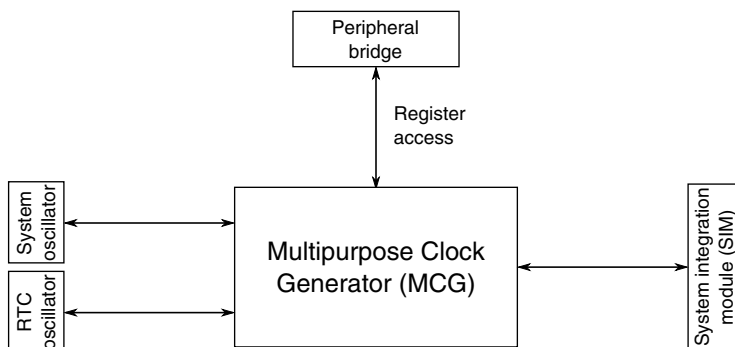 Peripheral
bridge
Register
access
System
oscillator
Multipurpose Clock
Generator (MCG)
RTC
oscillator
System integration
module (SIM)